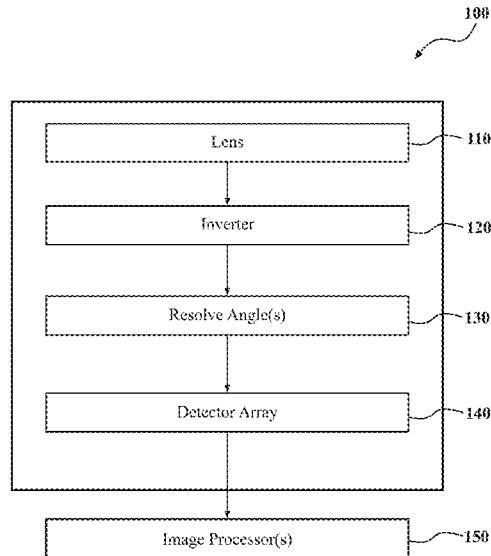 100
Lens
110
Inverter
120
Resolve Angle(s)
130
Detector Array
140
Image Processor(s)
150